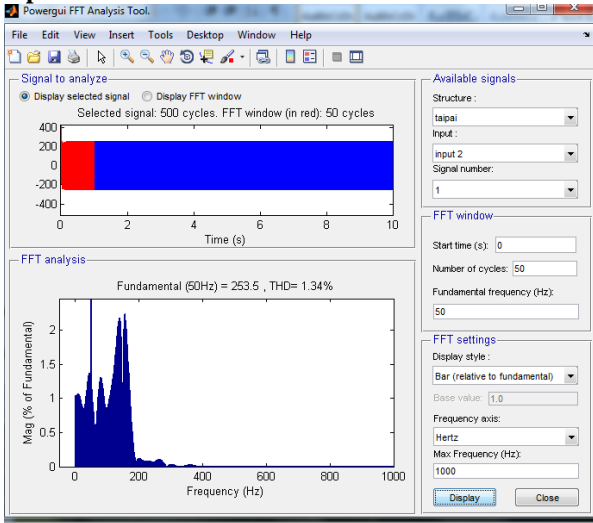 Powergui FFT Analysis Tool.
File Edit View Insert Tools Desktop Window Help
Signal to analyze
Display selected signal Display FFT window
Selected signal: 500 cycles. FFT window (in red): 50 cycles
400
200
0
-200
-400
0 2 4 6 8 10
Time (s)
FFT analysis
Fundamental (50Hz) = 253.5 , THD= 1.34%
Mag (% of Fundamental)
2
1.5
1
0.5
0
0 200 400 600 800 1000
Frequency (Hz)
Available signals
Structure :
taipai
Input :
input 2
Signal number:
1
FFT window
Start time (s): 0
Number of cycles: 50
Fundamental frequency (Hz):
50
FFT settings
Display style :
Bar (relative to fundamental)
Base value: 1.0
Frequency axis:
Hertz
Max Frequency (Hz):
1000
Display Close